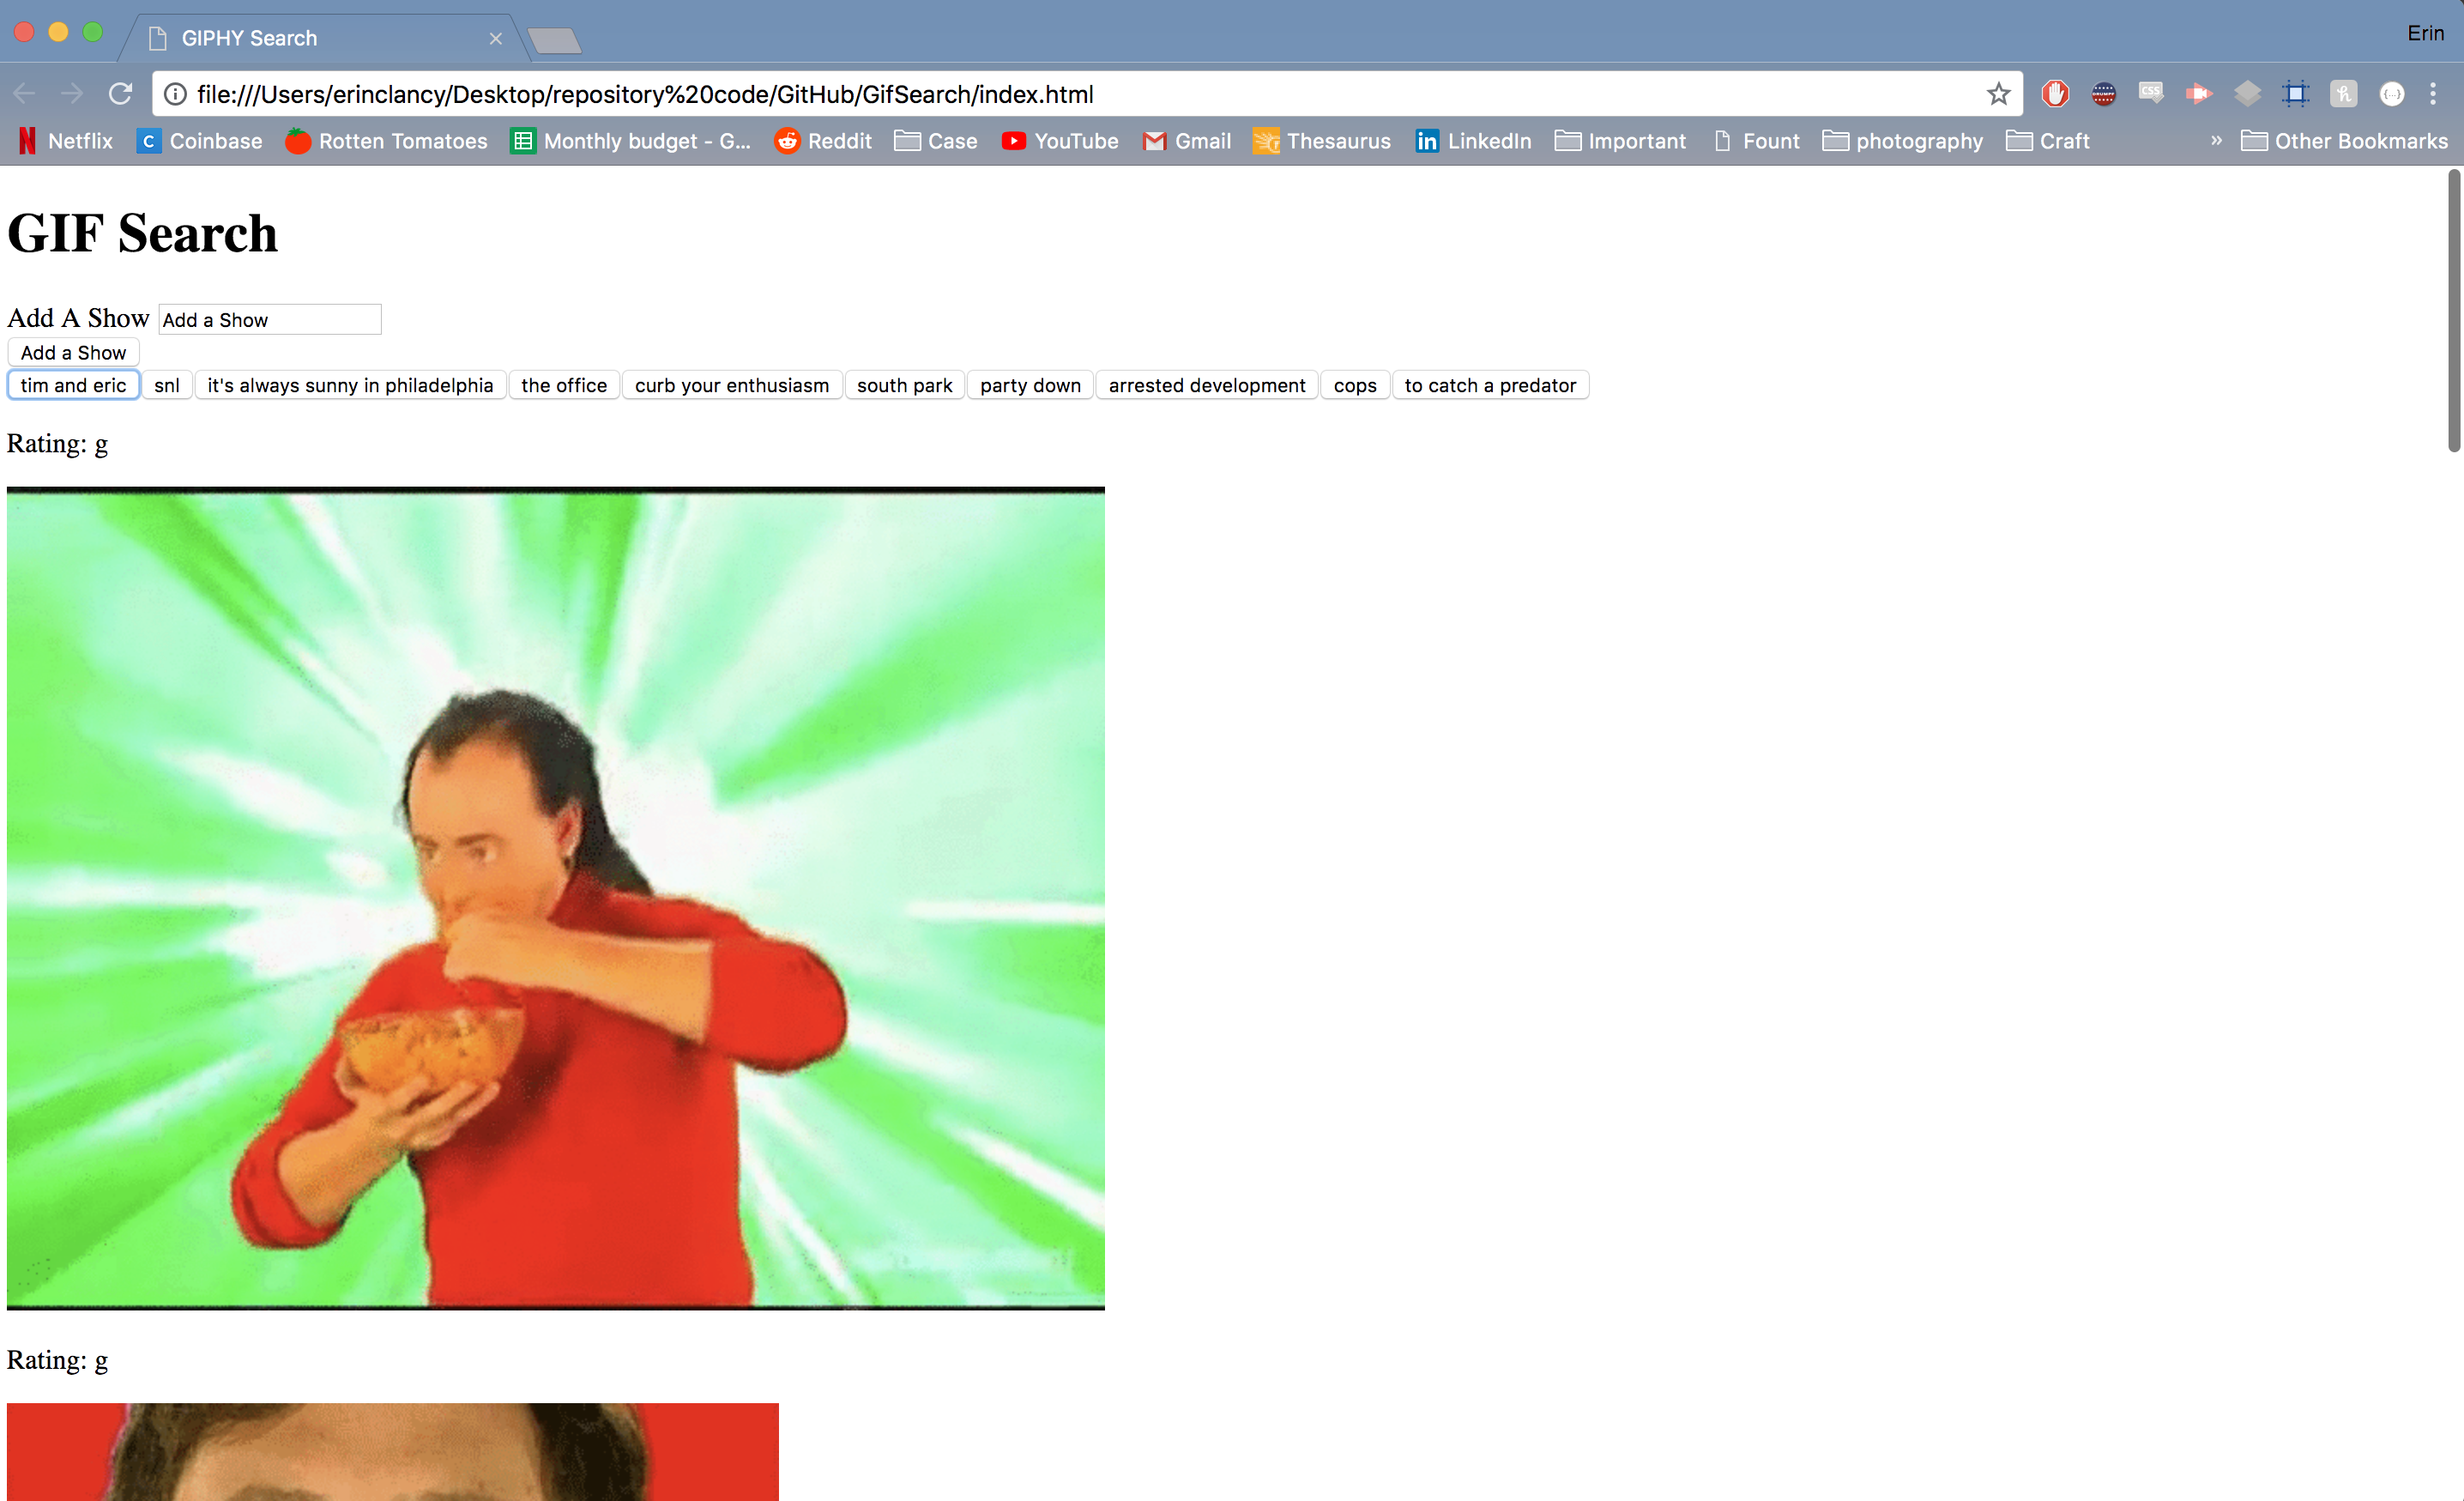 GIPHY Search
Erin
file:///Users/erinclancy/Desktop/repository%20code/GitHub/GifSearch/index.html
CSS
Netflix Coinbase Rotten Tomatoes Monthly budget - G... Reddit Case YouTube Gmail Thesaurus LinkedIn Important Fount photography Craft » Other Bookmarks
GIF Search
Add A Show Add a Show
Add a Show
tim and eric snl it's always sunny in philadelphia the office curb your enthusiasm south park party down arrested development cops to catch a predator
Rating: g
Rating: g